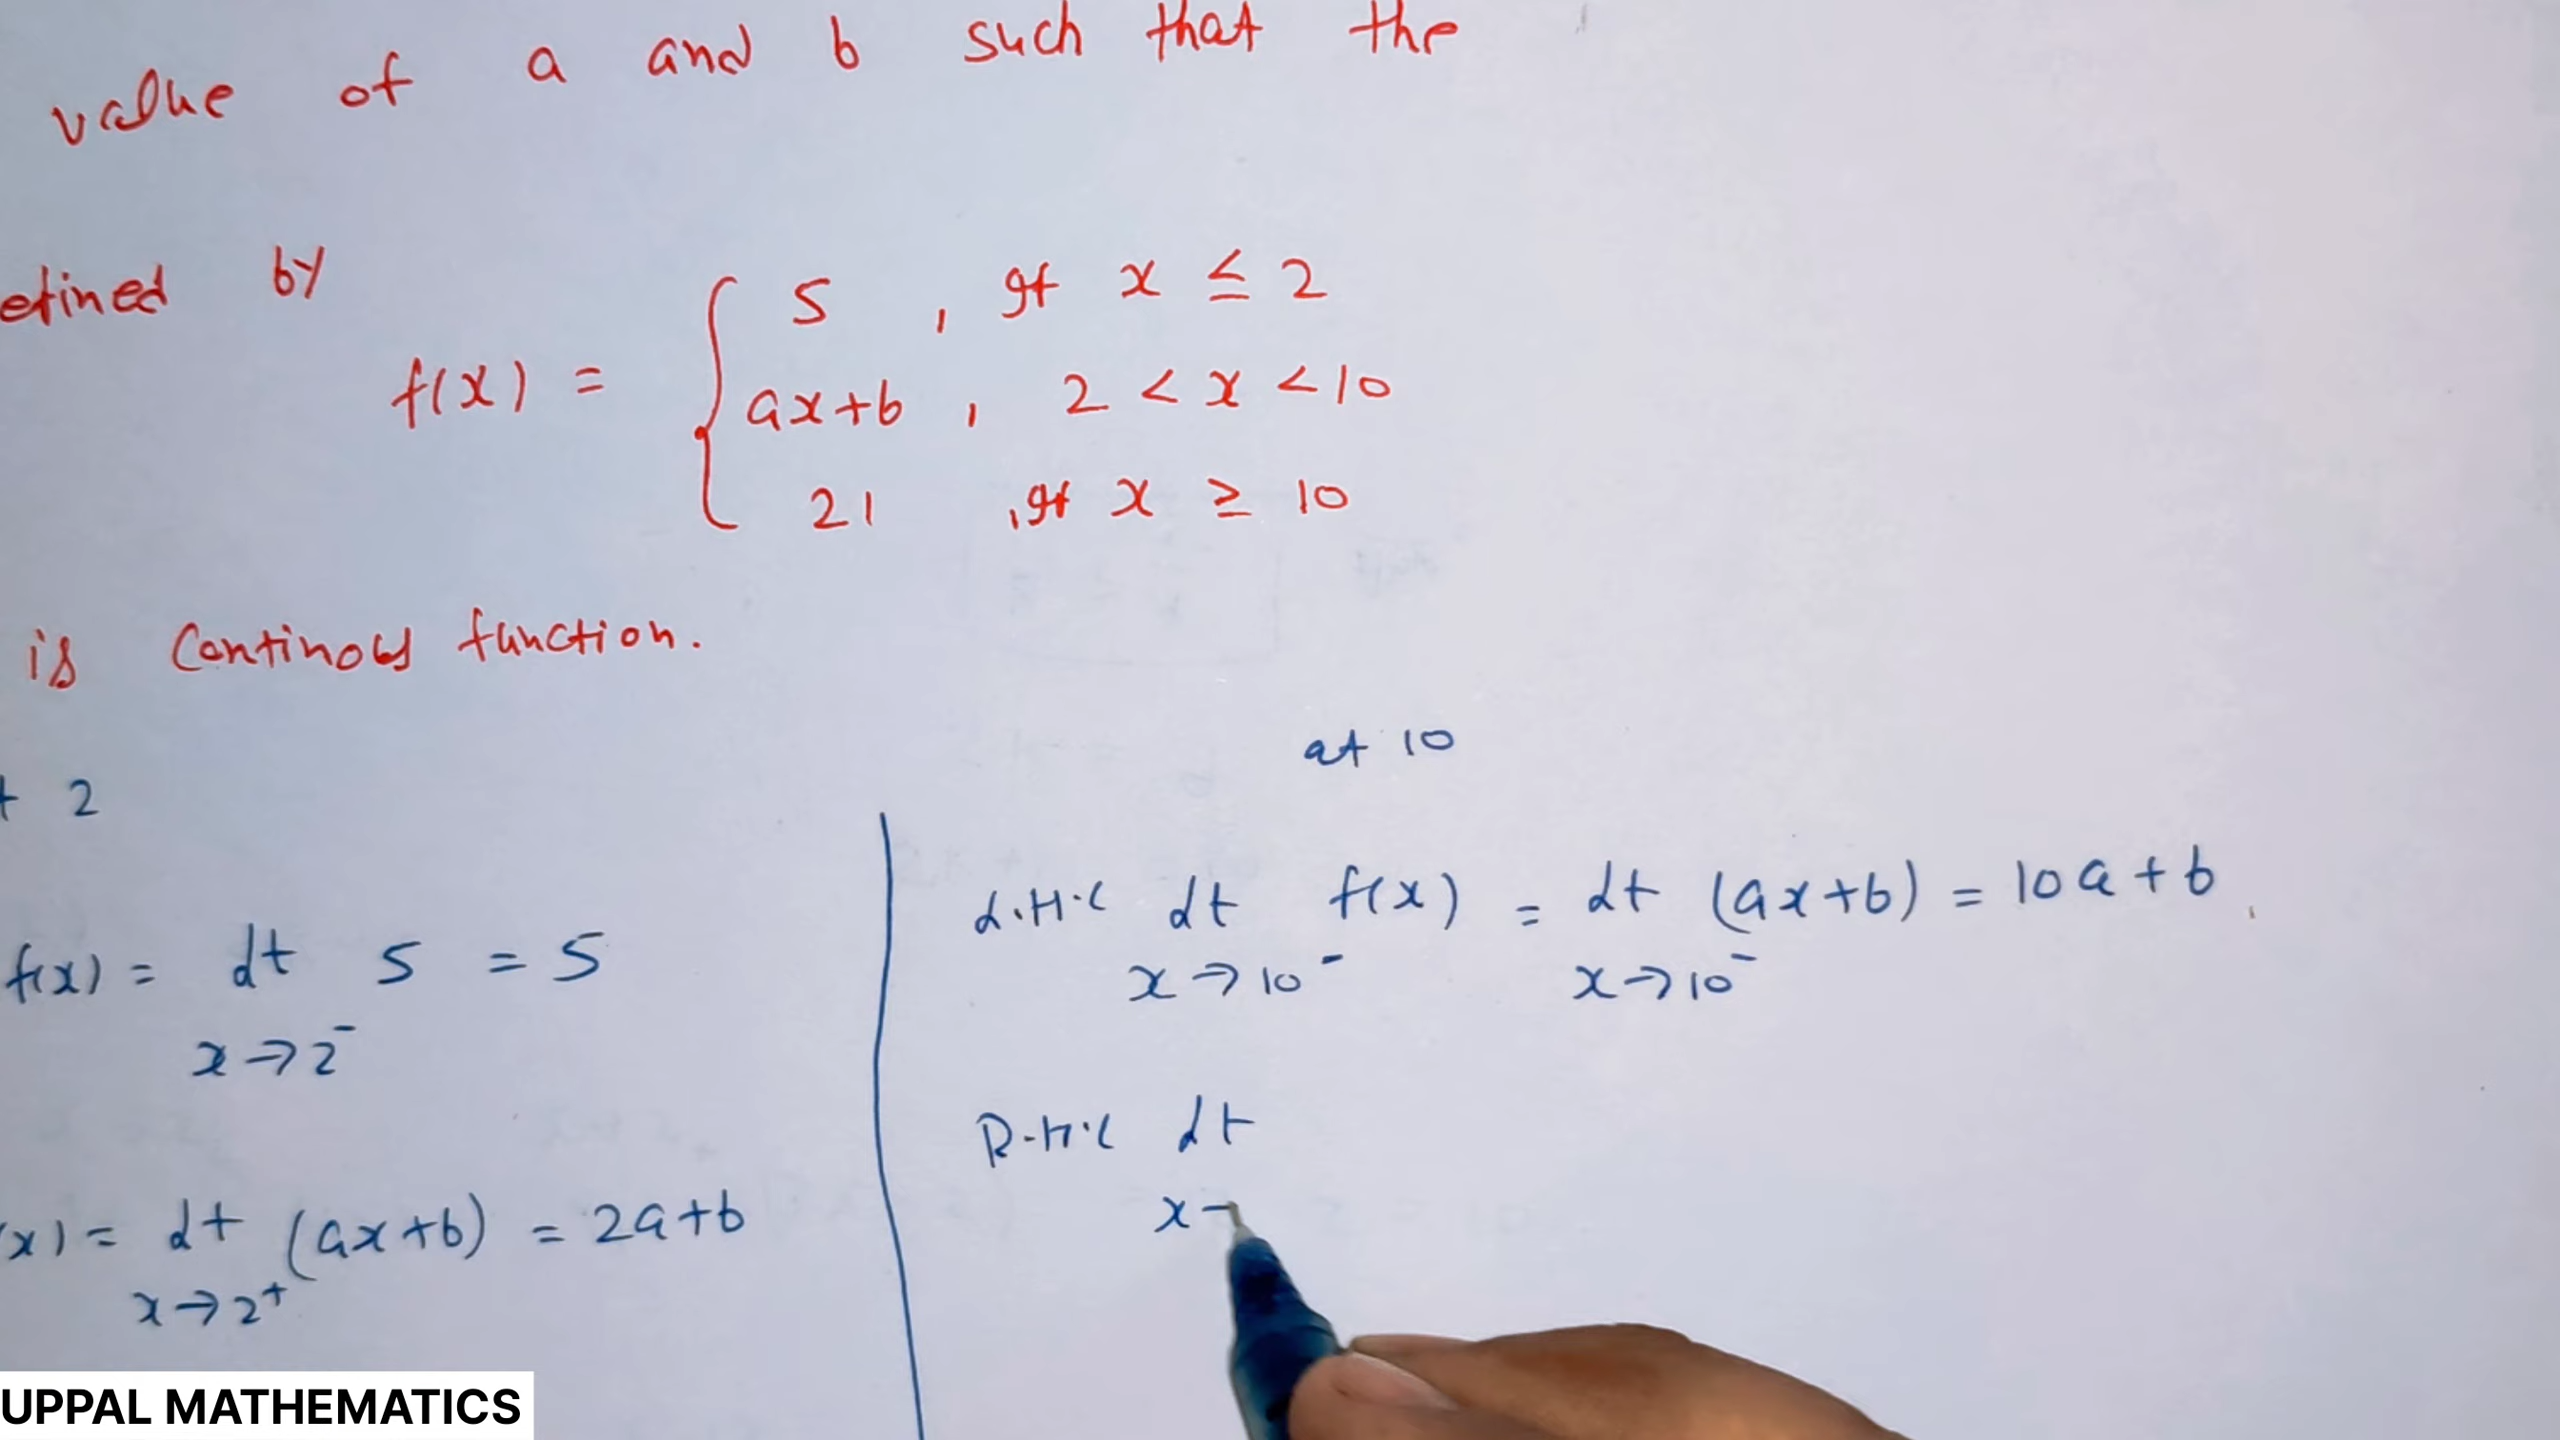 value of a and b such that the
efined by
f(x) = { 5 , if x ≤ 2
ax+b , 2 < x < 10
21 , if x ≥ 10
is Continous function.
at 10
t 2
f(x) = Lt 5 = 5
x→2⁻
(x) = Lt (ax+b) = 2a+b
x→2⁺
L.H.L Lt f(x) = Lt (ax+b) = 10a+b
x→10⁻ x→10⁻
R.H.L Lt
x-
UPPAL MATHEMATICS